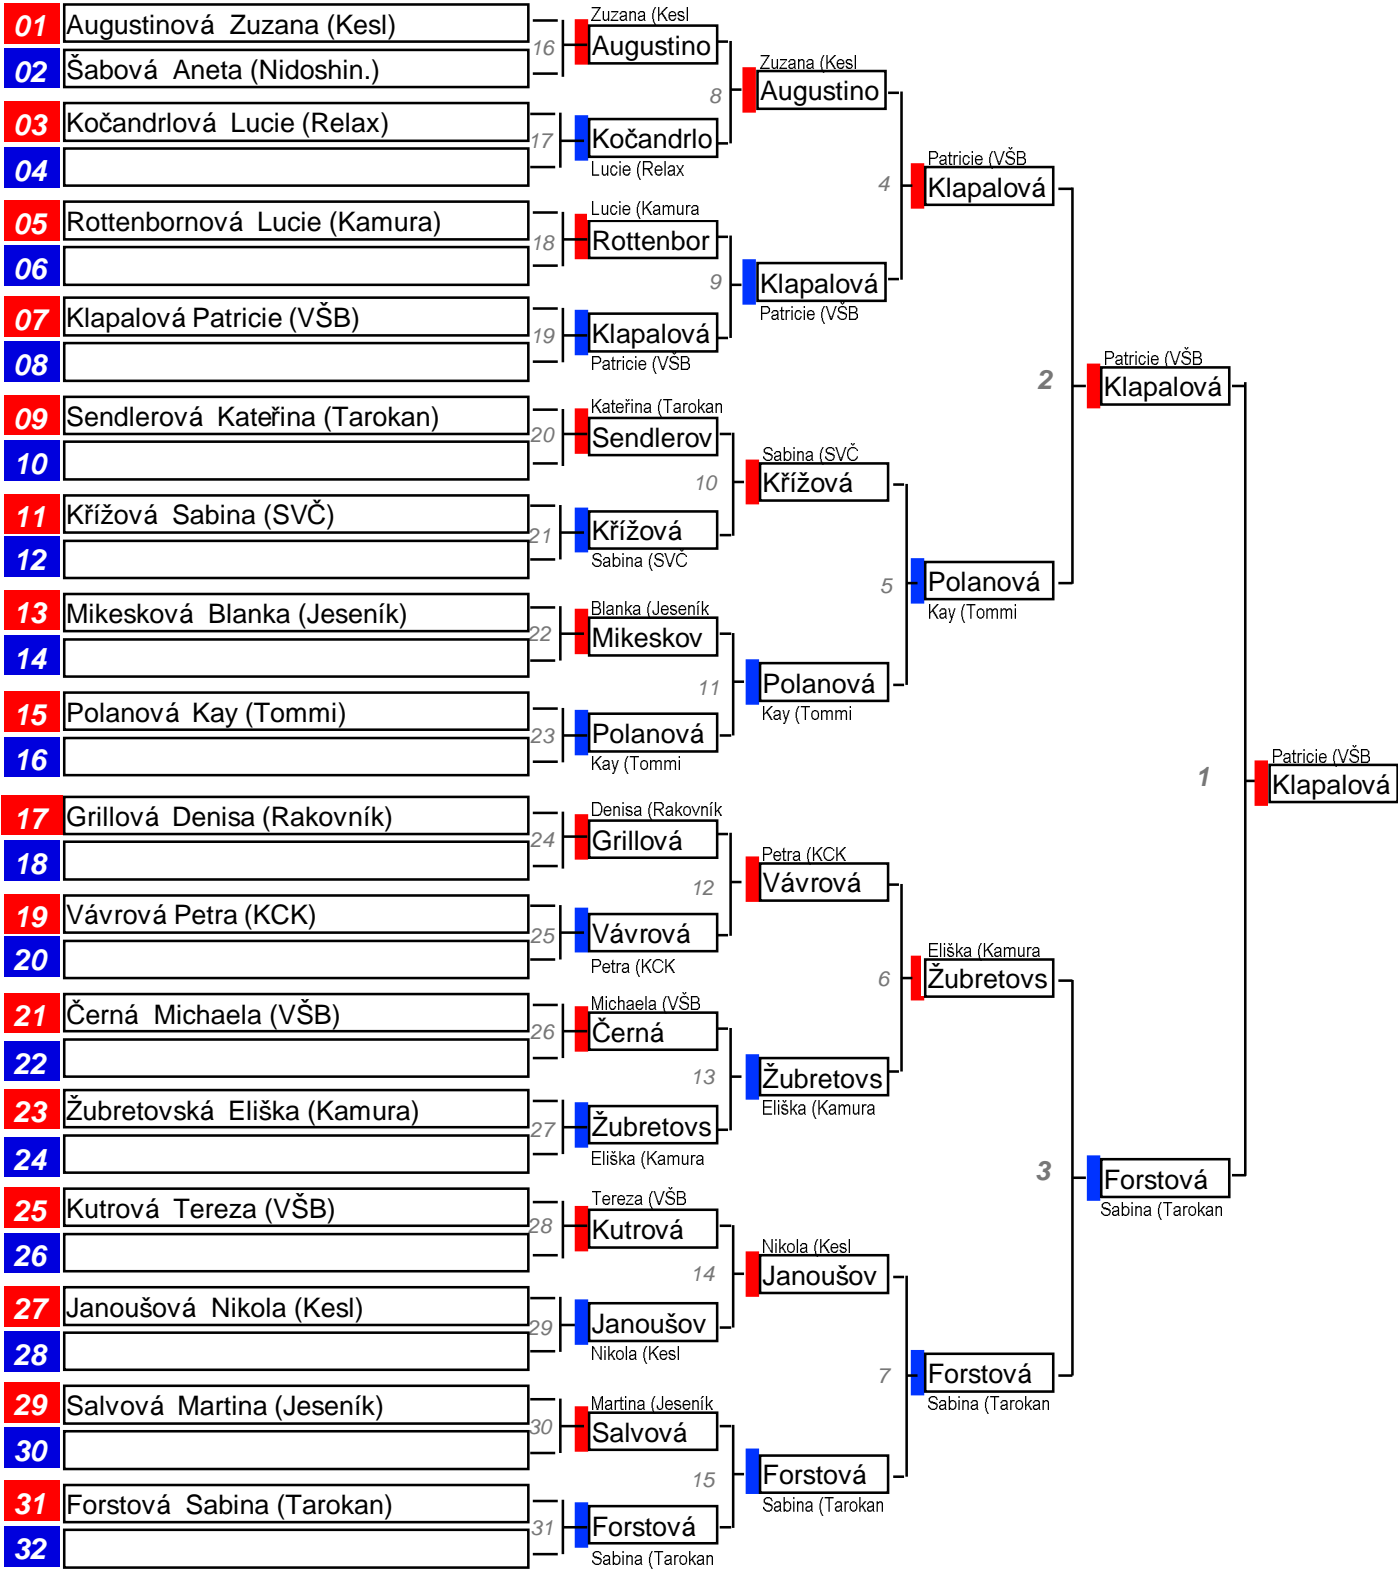 01 Augustinová Zuzana (Kesl)
02 Šabová Aneta (Nidoshin.)
03 Kočandrlová Lucie (Relax)
04
05 Rottenbornová Lucie (Kamura)
06
07 Klapalová Patricie (VŠB)
08
09 Sendlerová Kateřina (Tarokan)
10
11 Křížová Sabina (SVČ)
12
13 Mikesková Blanka (Jeseník)
14
15 Polanová Kay (Tommi)
16
17 Grillová Denisa (Rakovník)
18
19 Vávrová Petra (KCK)
20
21 Černá Michaela (VŠB)
22
23 Žubretovská Eliška (Kamura)
24
25 Kutrová Tereza (VŠB)
26
27 Janoušová Nikola (Kesl)
28
29 Salvová Martina (Jeseník)
30
31 Forstová Sabina (Tarokan)
32
16
Zuzana (Kesl
Augustino
17
Kočandrlo
Lucie (Relax
18
Lucie (Kamura
Rottenbor
19
Klapalová
Patricie (VŠB
20
Kateřina (Tarokan
Sendlerov
21
Křížová
Sabina (SVČ
22
Blanka (Jeseník
Mikeskov
23
Polanová
Kay (Tommi
24
Denisa (Rakovník
Grillová
25
Vávrová
Petra (KCK
26
Michaela (VŠB
Černá
27
Žubretovs
Eliška (Kamura
28
Tereza (VŠB
Kutrová
29
Janoušov
Nikola (Kesl
30
Martina (Jeseník
Salvová
31
Forstová
Sabina (Tarokan
8
Zuzana (Kesl
Augustino
9
Klapalová
Patricie (VŠB
10
Sabina (SVČ
Křížová
11
Polanová
Kay (Tommi
12
Petra (KCK
Vávrová
13
Žubretovs
Eliška (Kamura
14
Nikola (Kesl
Janoušov
15
Forstová
Sabina (Tarokan
4
Patricie (VŠB
Klapalová
5
Polanová
Kay (Tommi
6
Eliška (Kamura
Žubretovs
7
Forstová
Sabina (Tarokan
2
Patricie (VŠB
Klapalová
3
Forstová
Sabina (Tarokan
1
Patricie (VŠB
Klapalová